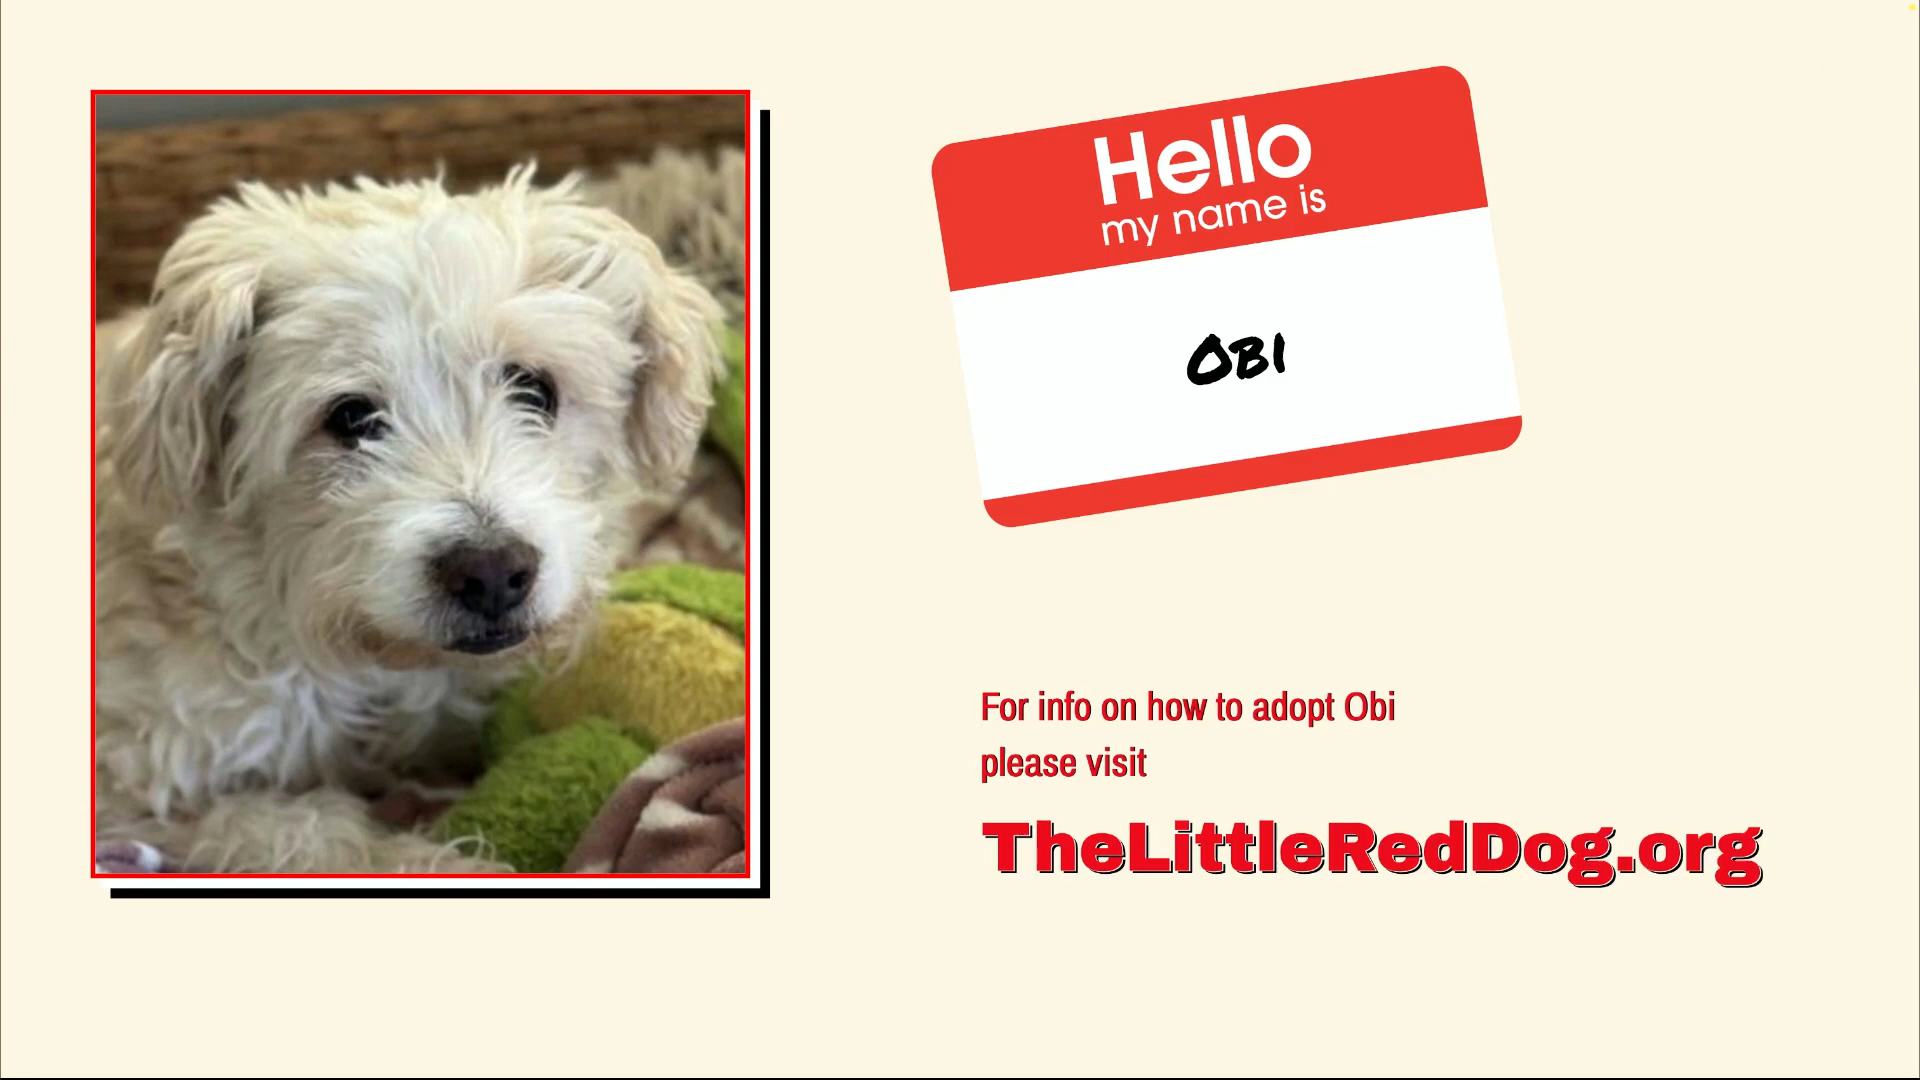 Hello
my name is
Obi
For info on how to adopt Obi
please visit
TheLittleRedDog.org